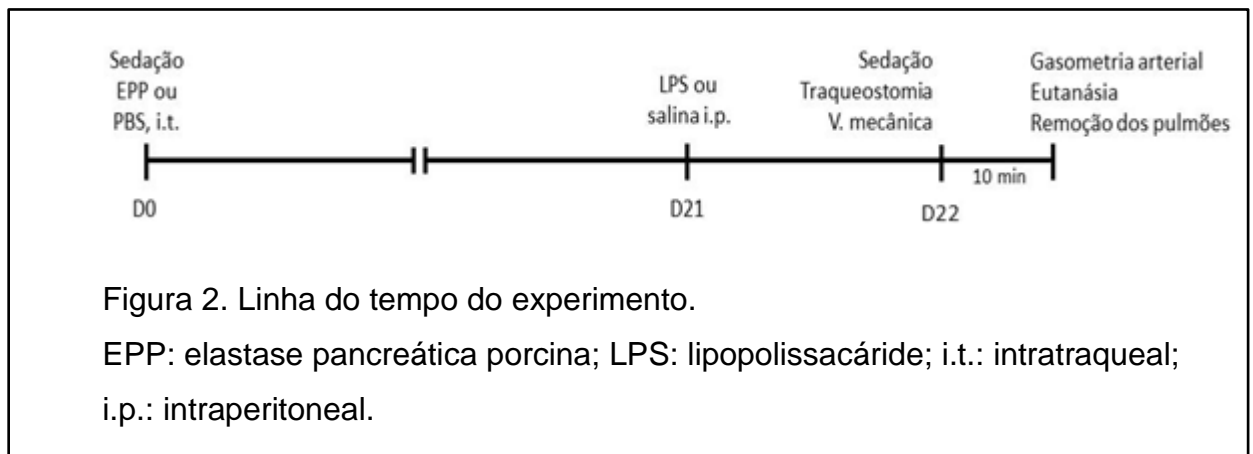 Sedação
EPP ou
PBS, i.t.
LPS ou
salina i.p.
Sedação
Traqueostomia
V. mecânica
Gasometria arterial
Eutanásia
Remoção dos pulmões
10 min
D0
D21
D22
Figura 2. Linha do tempo do experimento.
EPP: elastase pancreática porcina; LPS: lipopolissacáride; i.t.: intratraqueal;
i.p.: intraperitoneal.